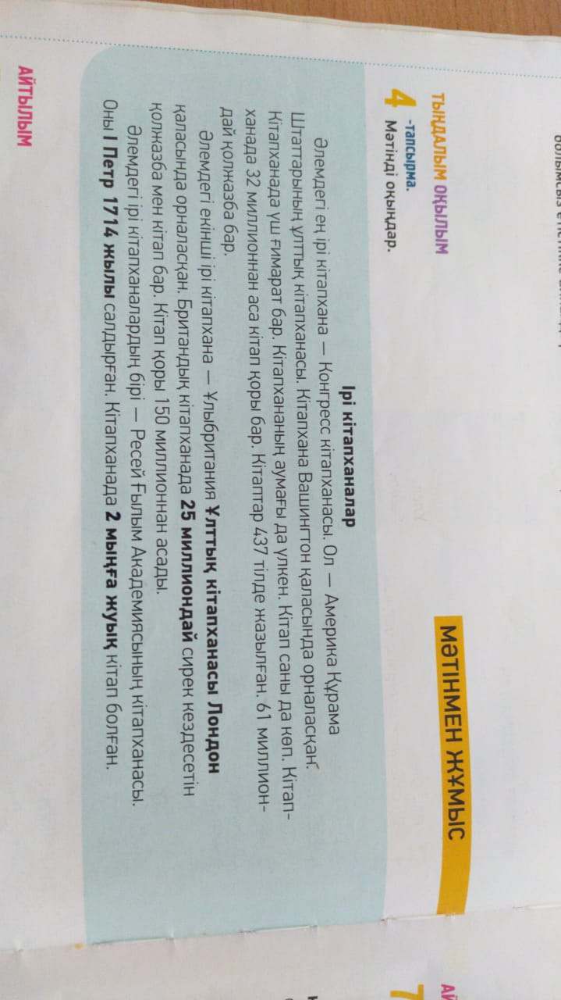 МӘТІНМЕН ЖҰМЫС
ТЫҢДАЛЫМ ОҚЫЛЫМ
4 -тапсырма.
Мәтінді оқыңдар.
Ірі кітапханалар
Әлемдегі ең ірі кітапхана — Конгресс кітапханасы. Ол — Америка Құрама
Штаттарының ұлттық кітапханасы. Кітапхана Вашингтон қаласында орналасқан.
Кітапханада үш ғимарат бар. Кітапхананың аумағы да үлкен. Кітап саны да көп. Кітап-
ханада 32 миллионнан аса кітап қоры бар. Кітаптар 437 тілде жазылған. 61 миллион-
дай қолжазба бар.
Әлемдегі екінші ірі кітапхана — Ұлыбритания Ұлттық кітапханасы Лондон
қаласында орналасқан. Британдық кітапханада 25 миллиондай сирек кездесетін
қолжазба мен кітап бар. Кітап қоры 150 миллионнан асады.
Әлемдегі ірі кітапханалардың бірі — Ресей Ғылым Академиясының кітапханасы.
Оны І Петр 1714 жылы салдырған. Кітапханада 2 мыңға жуық кітап болған.
АЙТЫЛЫМ
7